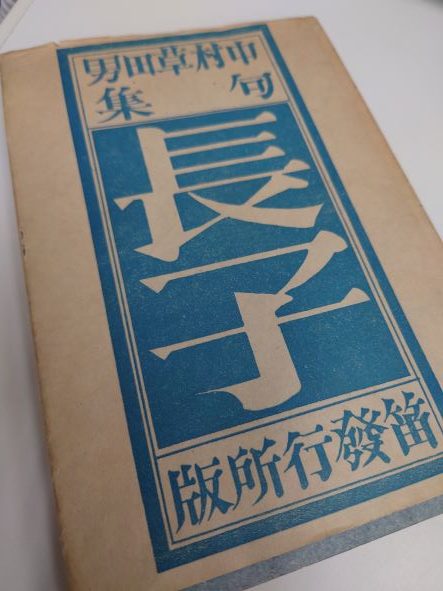 中村草田男
句集
長子
笛發行所版